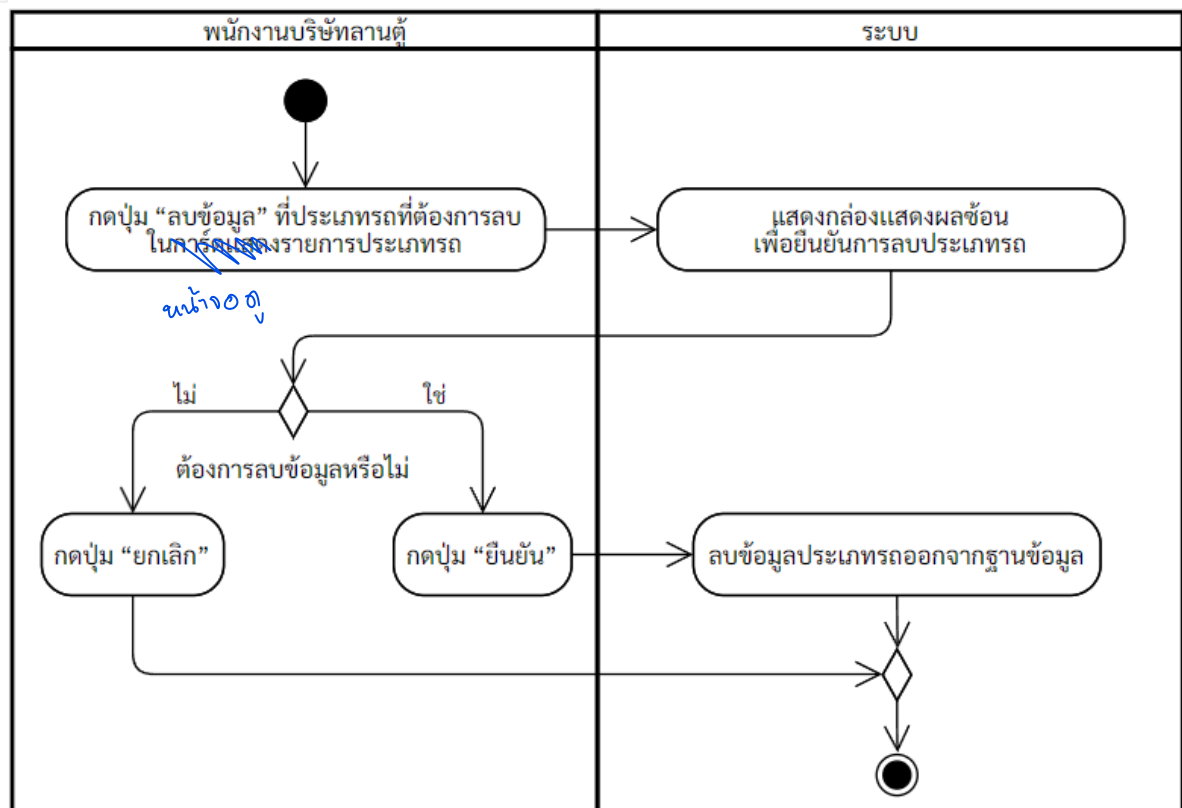 พนักงานบริษัทลานตู้
ระบบ
กดปุ่ม “ลบข้อมูล” ที่ประเภทรถที่ต้องการลบ
ในการ์ดแสดงรายการประเภทรถ
หน้าจอดู
แสดงกล่องแสดงผลซ้อน
เพื่อยืนยันการลบประเภทรถ
ไม่
ใช่
ต้องการลบข้อมูลหรือไม่
กดปุ่ม “ยกเลิก”
กดปุ่ม “ยืนยัน”
ลบข้อมูลประเภทรถออกจากฐานข้อมูล